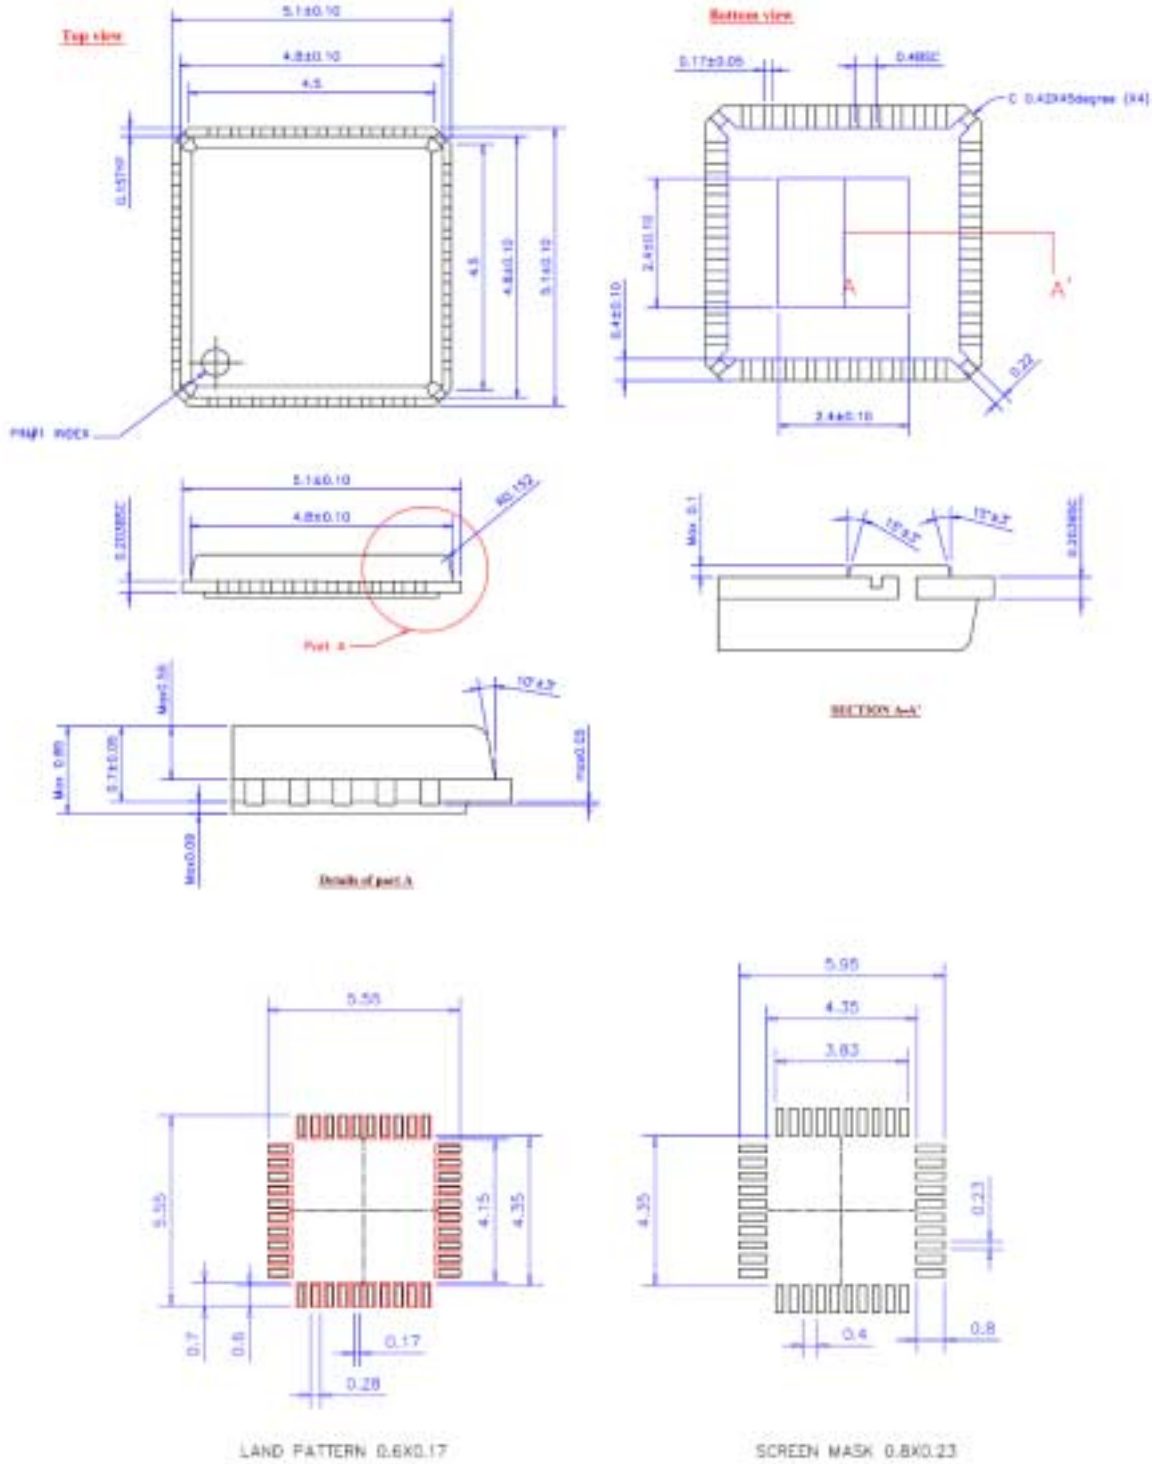 Top view
5.1±0.10
4.8±0.10
4.5
0.15TYP
4.5
4.8±0.10
5.1±0.10
INDEX
Bottom view
0.17±0.05
0.4BSC
C 0.42X45degree (X4)
2.4±0.10
A
A'
0.4±0.10
0.22
2.4±0.10
5.1±0.10
4.8±0.10
R0.152
0.203BSC
Part A
Max 0.1
15°±3°
15°±3°
0.203BSC
SECTION A-A'
10°±3°
Max 0.85
0.7±0.05
Max0.09
max0.05
Details of part A
5.55
5.55
4.15
4.35
0.7
0.6
0.17
0.28
LAND PATTERN 0.6X0.17
5.95
4.35
3.83
4.35
0.23
0.4
0.8
SCREEN MASK 0.8X0.23